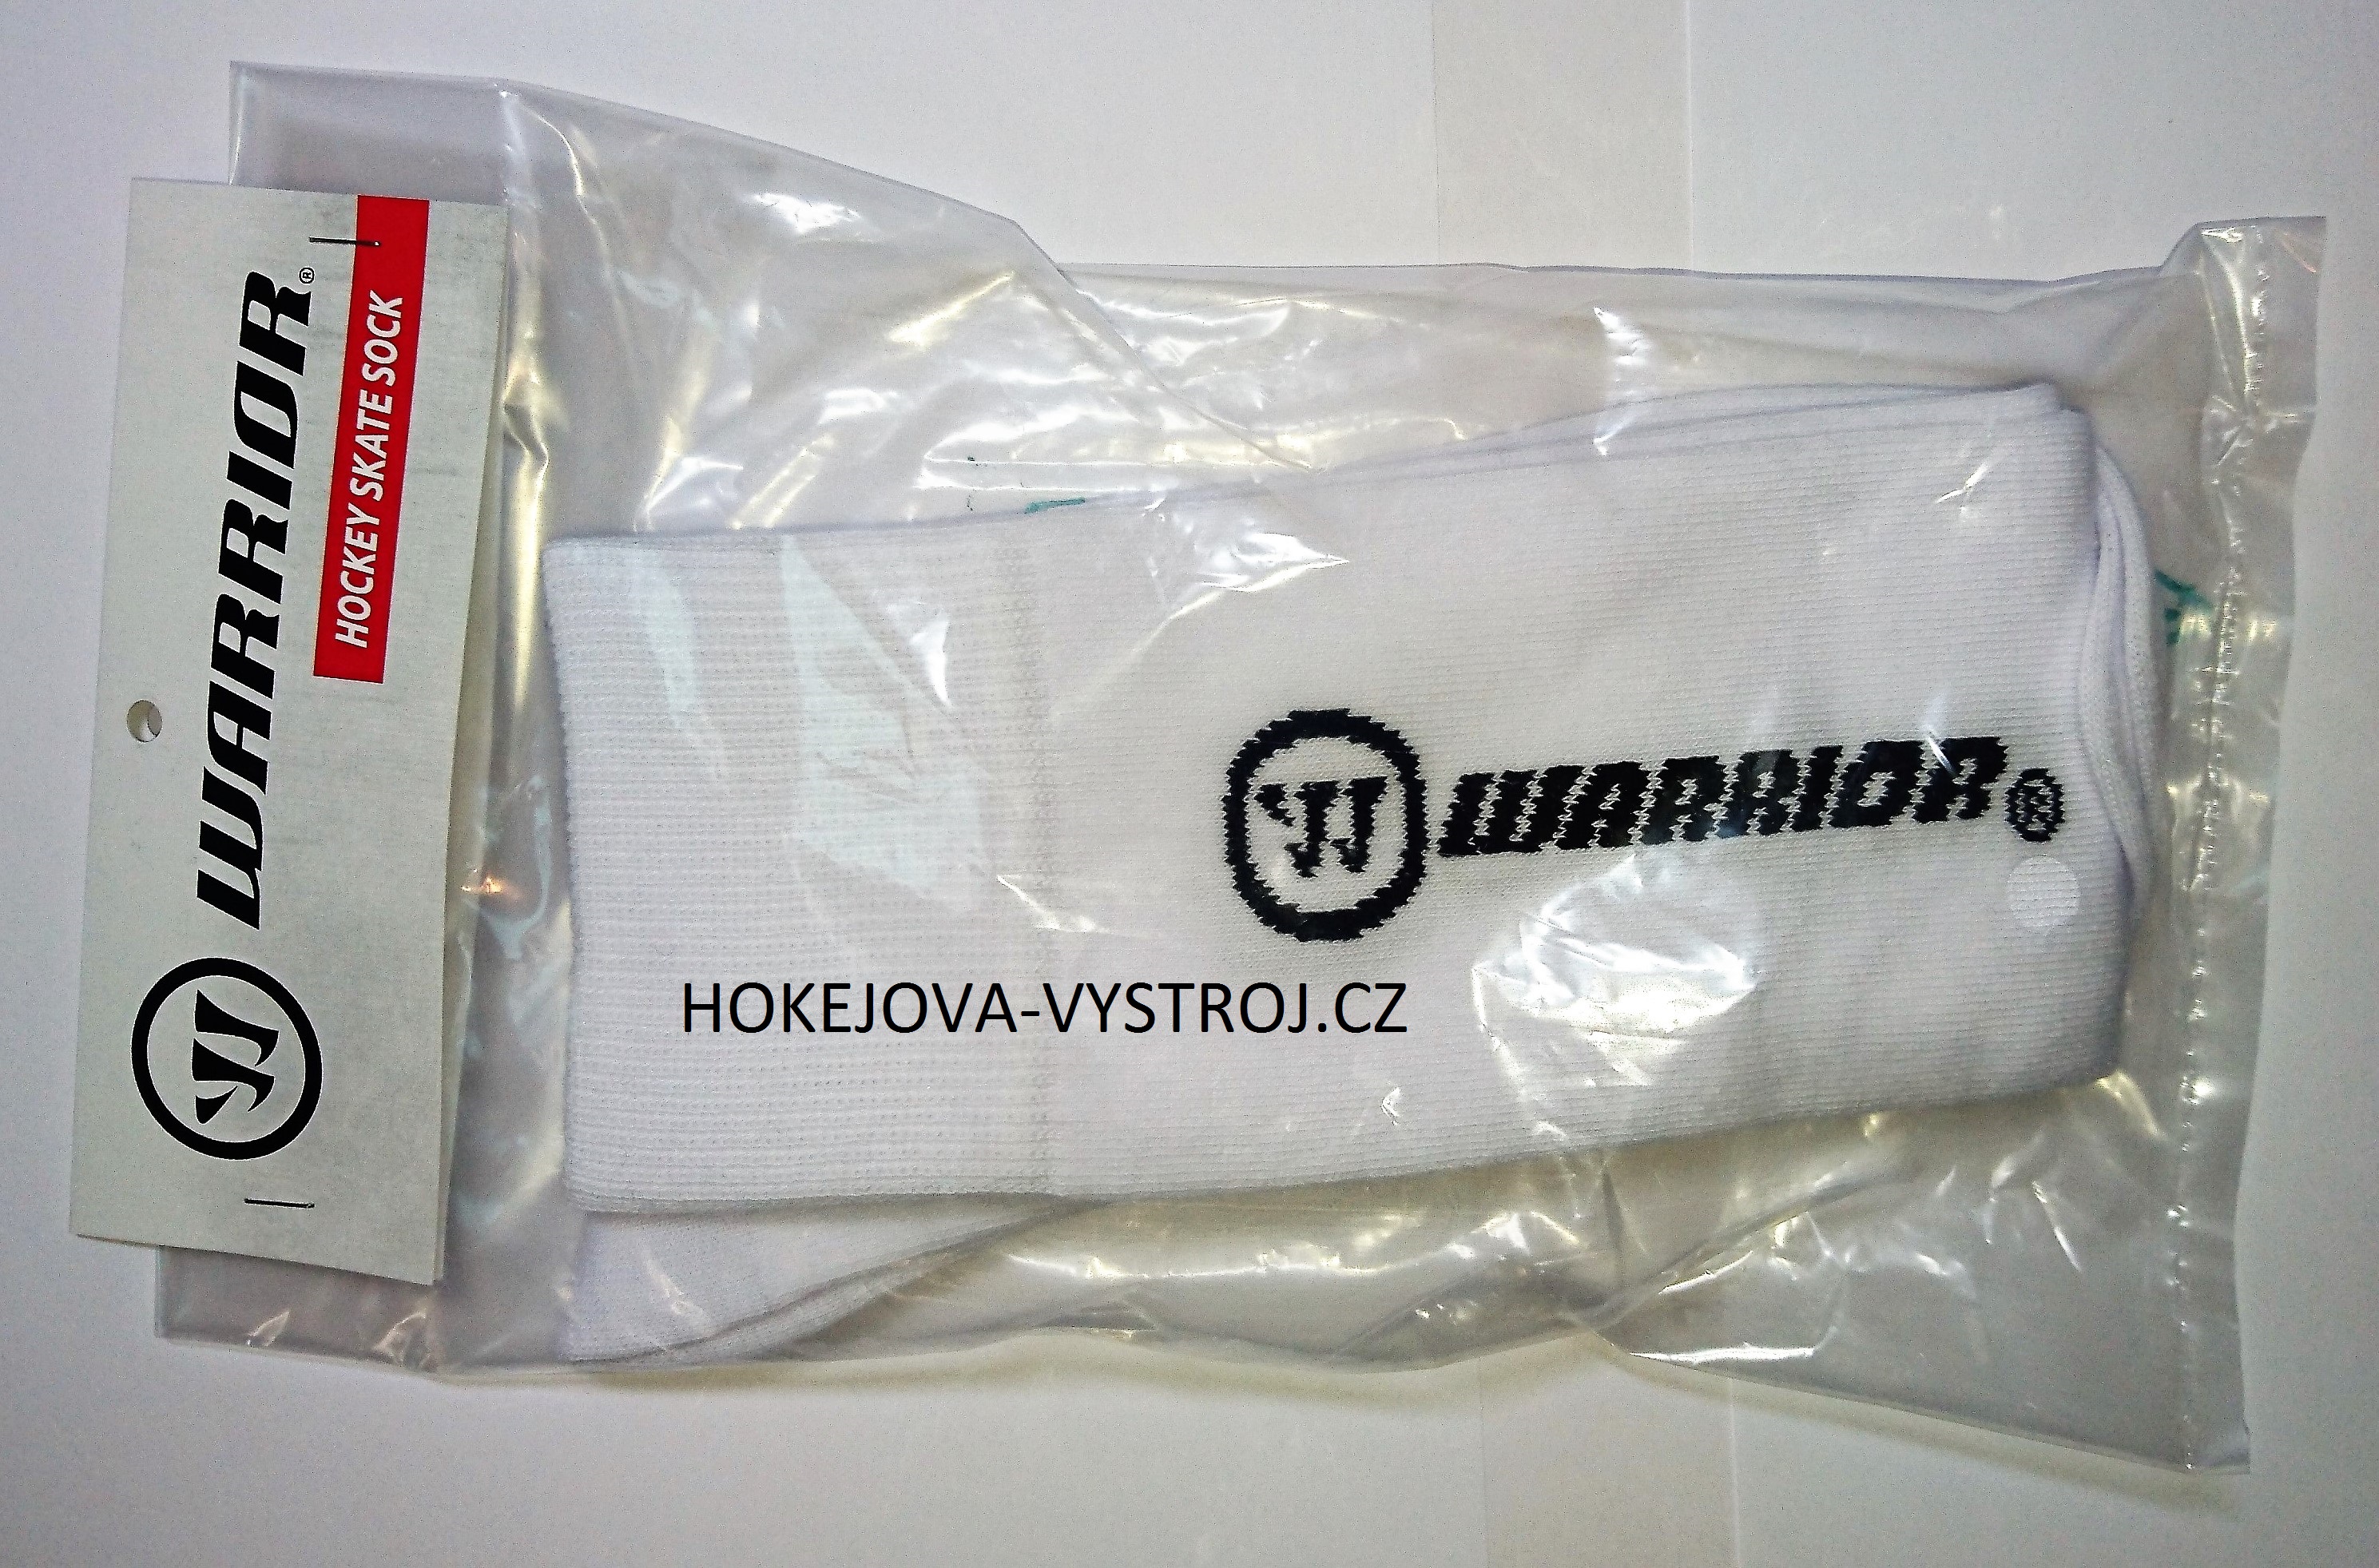 WARRIOR®
HOCKEY SKATE SOCK
WARRIOR®
HOKEJOVA-VYSTROJ.CZ